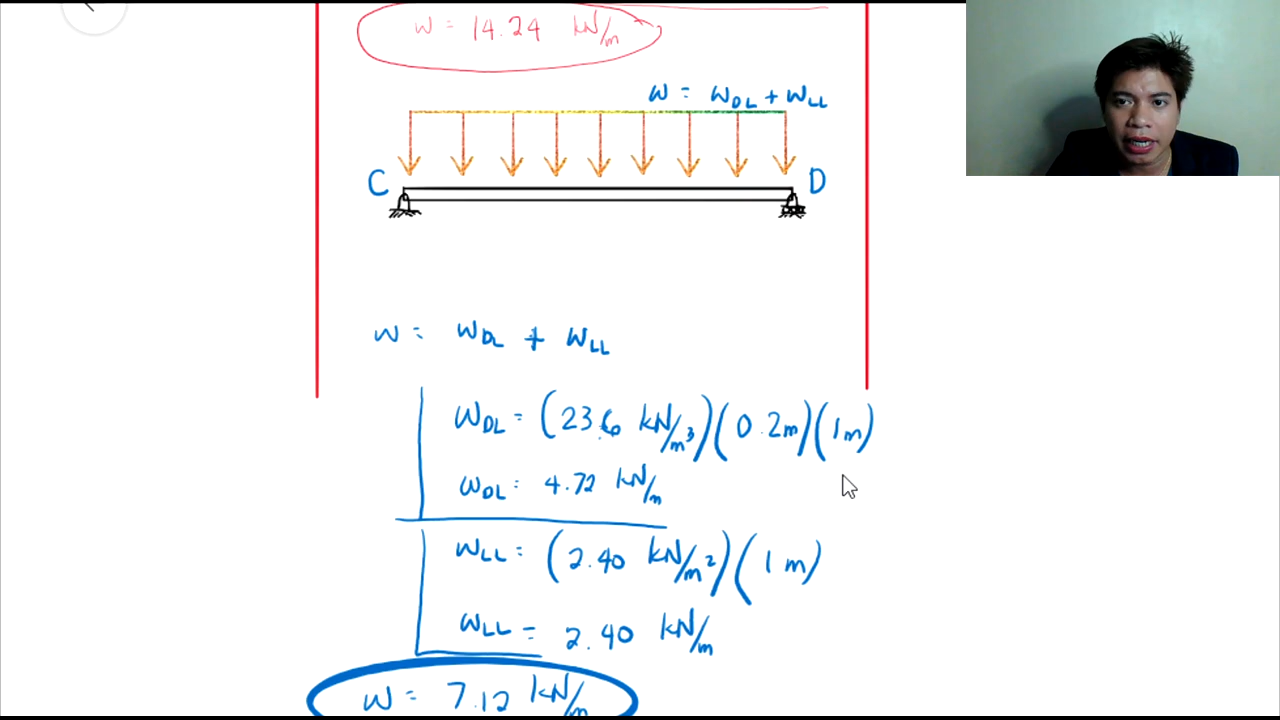 w = 14.24 kN/m
w = wDL + wLL
C
D
w = wDL + wLL
wDL = (23.6 kN/m³)(0.2m)(1m)
wDL = 4.72 kN/m
wLL = (2.40 kN/m²)(1m)
wLL = 2.40 kN/m
w = 7.12 kN/m